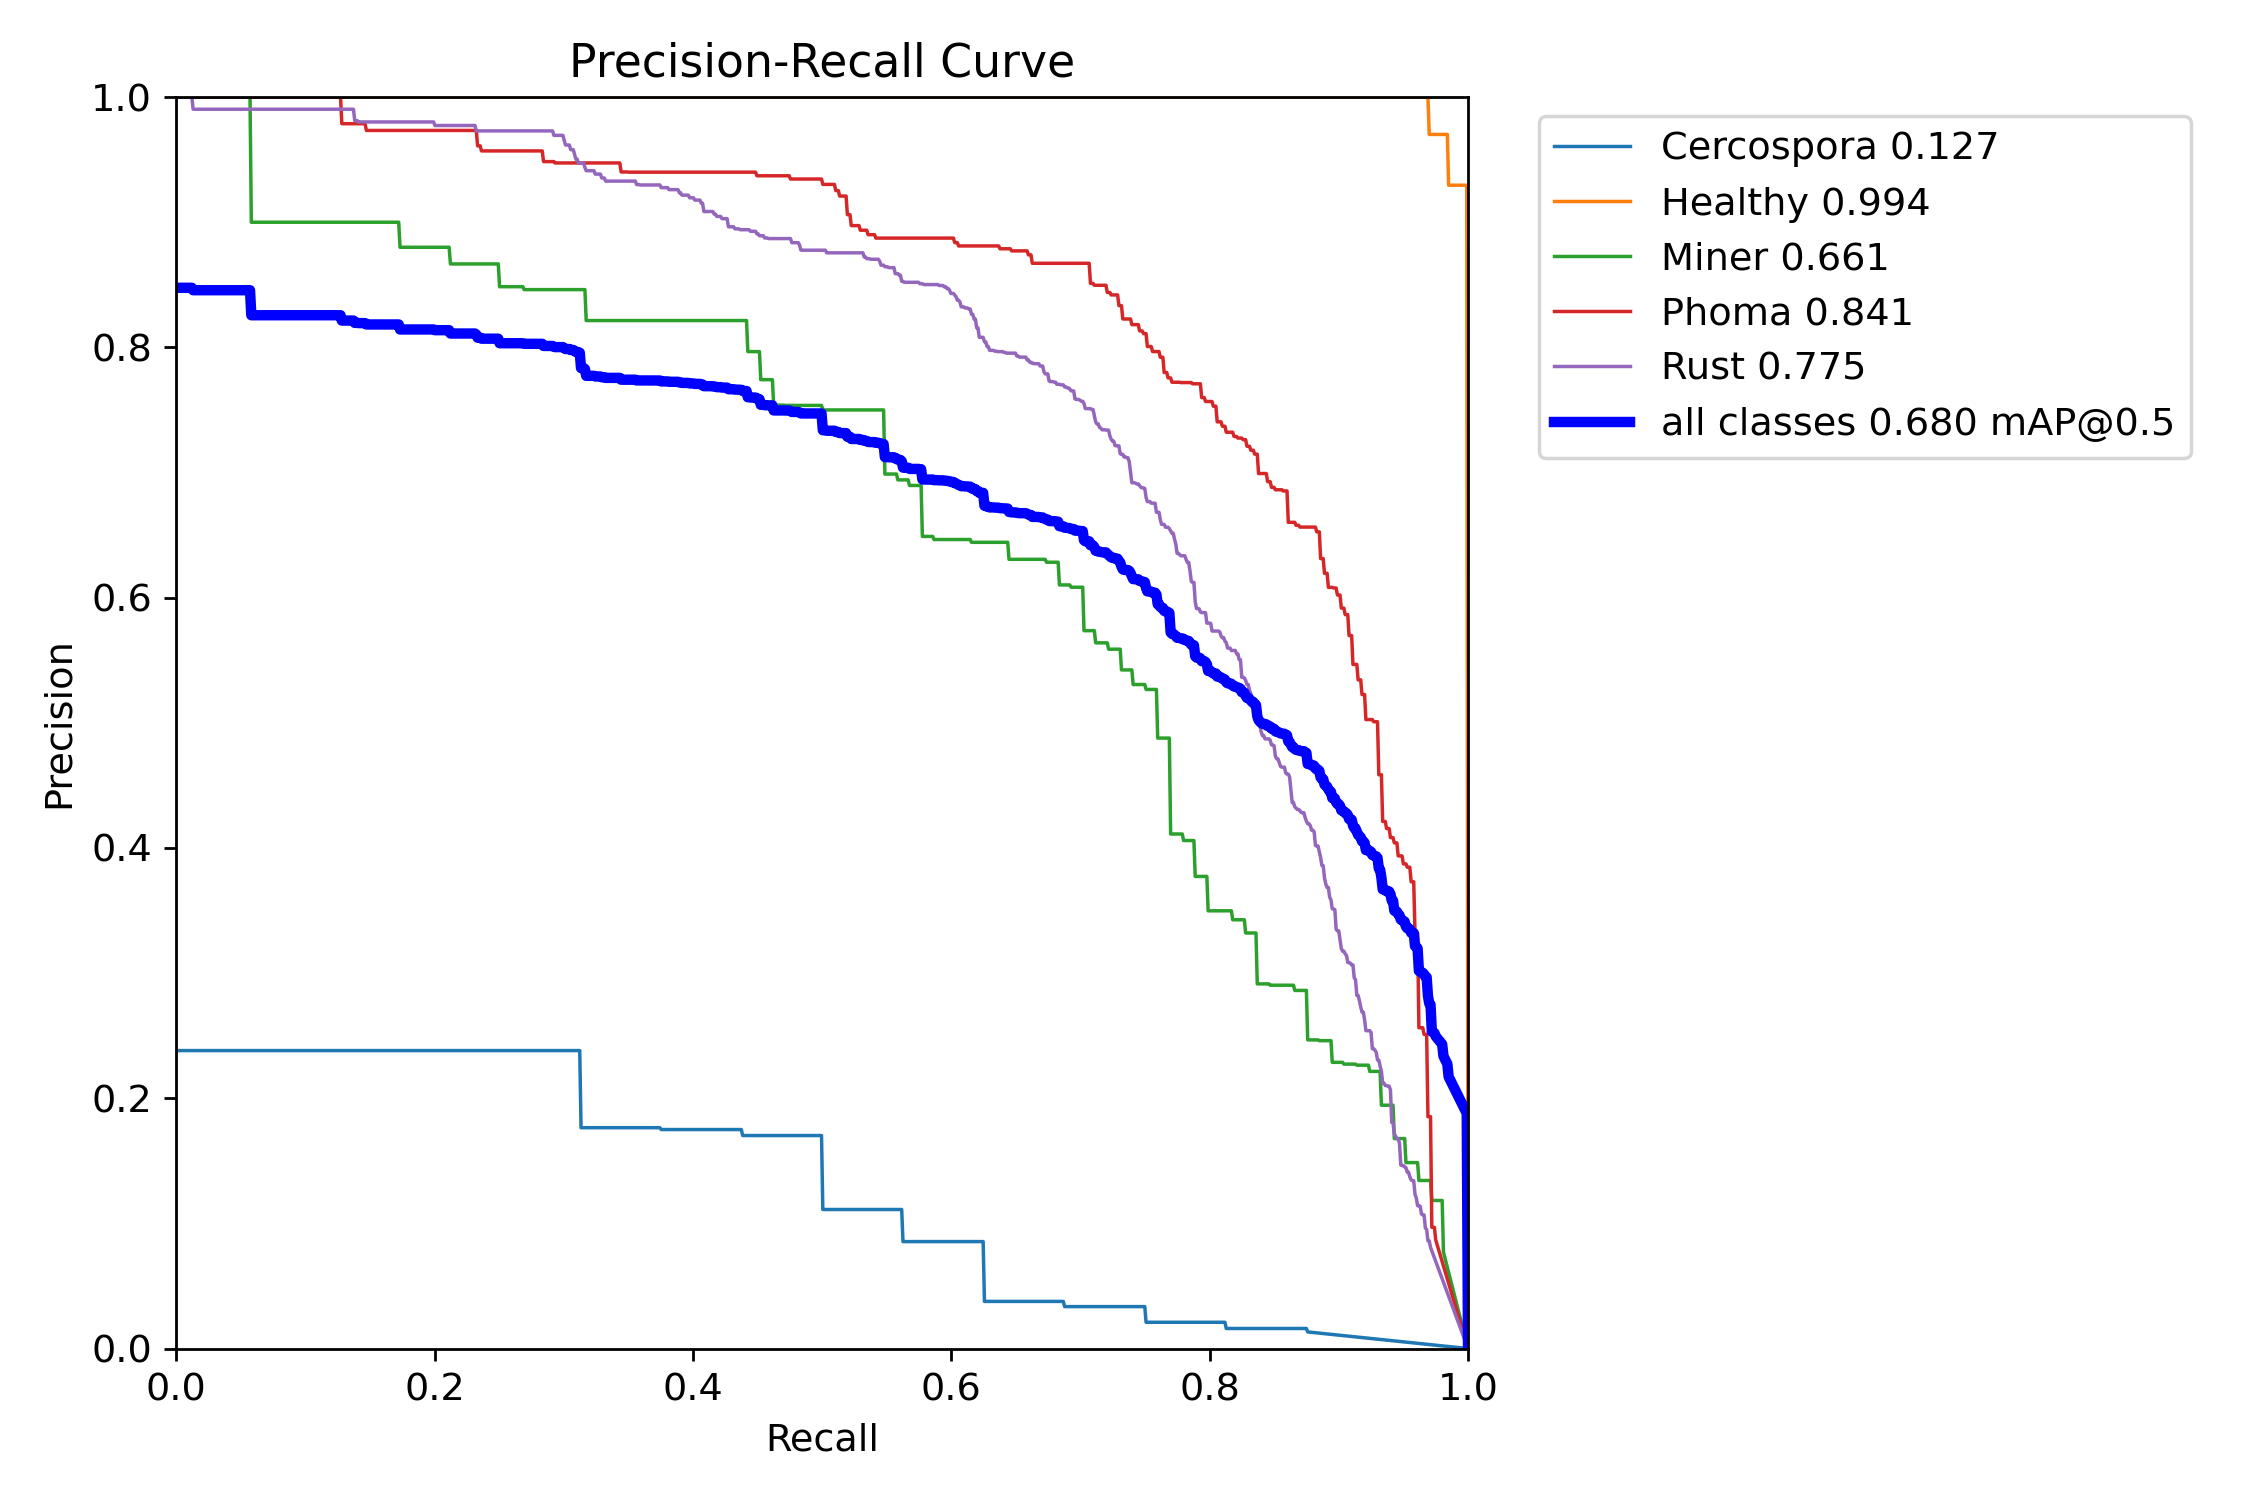 Precision-Recall Curve
1.0
0.8
0.6
0.4
0.2
0.0
Precision
0.0 0.2 0.4 0.6 0.8 1.0
Recall
Cercospora 0.127
Healthy 0.994
Miner 0.661
Phoma 0.841
Rust 0.775
all classes 0.680 mAP@0.5